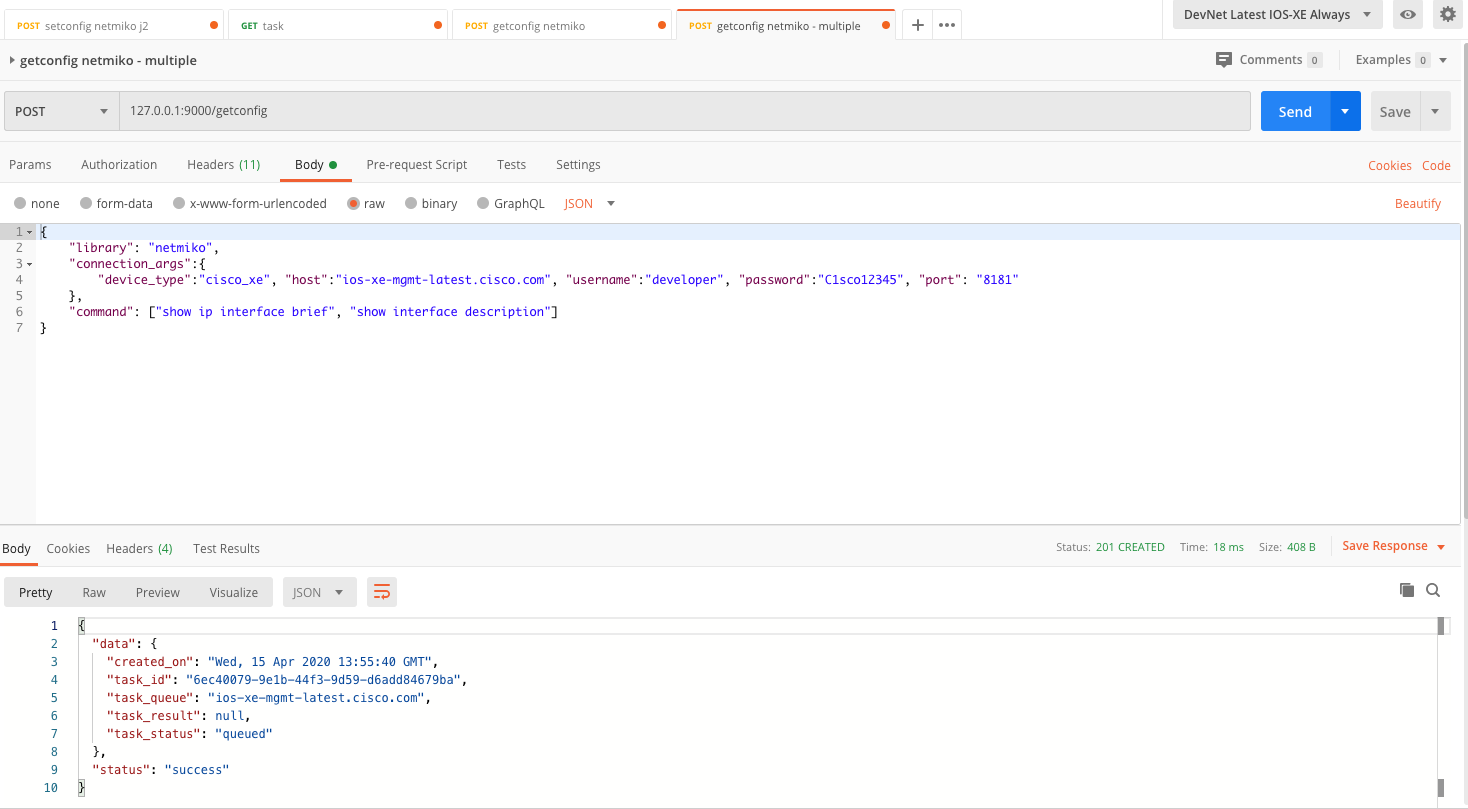 POST setconfig netmiko j2
GET task
POST getconfig netmiko
POST getconfig netmiko - multiple
DevNet Latest IOS-XE Always
getconfig netmiko - multiple
Comments 0
Examples 0
POST
127.0.0.1:9000/getconfig
Send
Save
Params Authorization Headers (11) Body Pre-request Script Tests Settings
Cookies Code
none form-data x-www-form-urlencoded raw binary GraphQL JSON
Beautify
1 {
2 "library": "netmiko",
3 "connection_args":{
4 "device_type":"cisco_xe", "host":"ios-xe-mgmt-latest.cisco.com", "username":"developer", "password":"C1sco12345", "port": "8181"
5 },
6 "command": ["show ip interface brief", "show interface description"]
7 }
Body Cookies Headers (4) Test Results
Status: 201 CREATED Time: 18 ms Size: 408 B
Save Response
Pretty Raw Preview Visualize JSON
1 {
2 "data": {
3 "created_on": "Wed, 15 Apr 2020 13:55:40 GMT",
4 "task_id": "6ec40079-9e1b-44f3-9d59-d6add84679ba",
5 "task_queue": "ios-xe-mgmt-latest.cisco.com",
6 "task_result": null,
7 "task_status": "queued"
8 },
9 "status": "success"
10 }